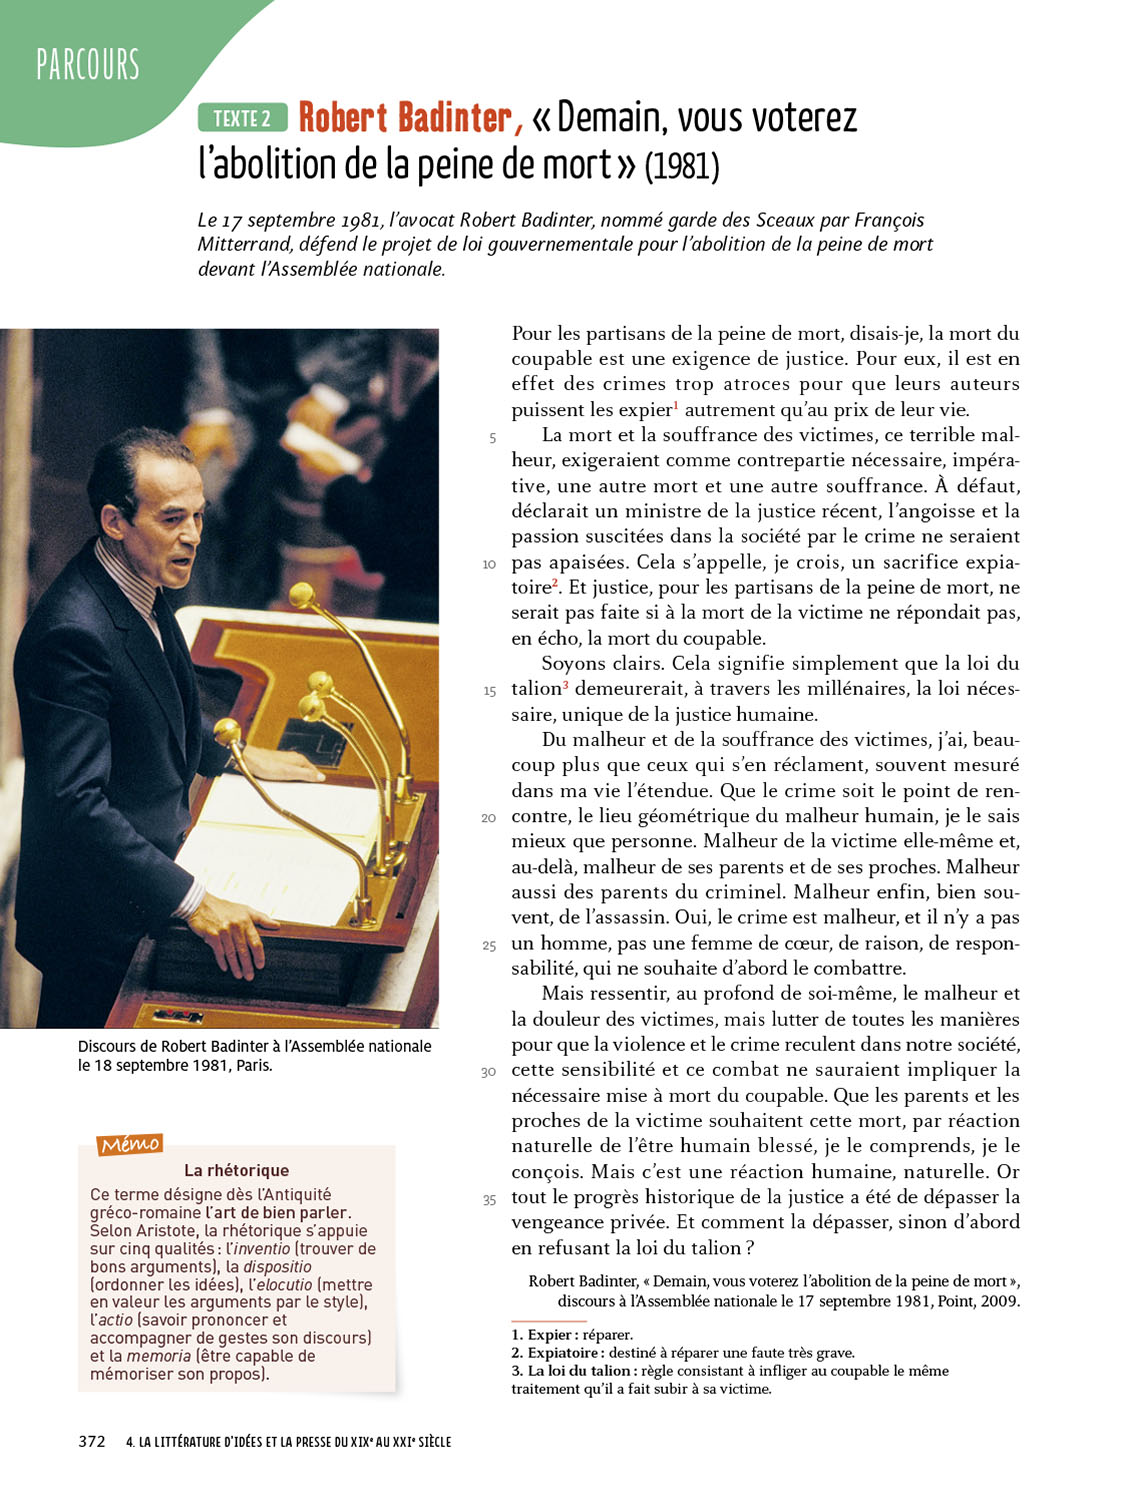 PARCOURS
TEXTE 2 Robert Badinter, « Demain, vous voterez
l’abolition de la peine de mort » (1981)
Le 17 septembre 1981, l’avocat Robert Badinter, nommé garde des Sceaux par François
Mitterrand, défend le projet de loi gouvernementale pour l’abolition de la peine de mort
devant l’Assemblée nationale.
Pour les partisans de la peine de mort, disais-je, la mort du
coupable est une exigence de justice. Pour eux, il est en
effet des crimes trop atroces pour que leurs auteurs
puissent les expier1 autrement qu’au prix de leur vie.
5 La mort et la souffrance des victimes, ce terrible mal-
heur, exigeraient comme contrepartie nécessaire, impéra-
tive, une autre mort et une autre souffrance. À défaut,
déclarait un ministre de la justice récent, l’angoisse et la
passion suscitées dans la société par le crime ne seraient
10 pas apaisées. Cela s’appelle, je crois, un sacrifice expia-
toire2. Et justice, pour les partisans de la peine de mort, ne
serait pas faite si à la mort de la victime ne répondait pas,
en écho, la mort du coupable.
Soyons clairs. Cela signifie simplement que la loi du
15 talion3 demeurerait, à travers les millénaires, la loi néces-
saire, unique de la justice humaine.
Du malheur et de la souffrance des victimes, j’ai, beau-
coup plus que ceux qui s’en réclament, souvent mesuré
dans ma vie l’étendue. Que le crime soit le point de ren-
20 contre, le lieu géométrique du malheur humain, je le sais
mieux que personne. Malheur de la victime elle-même et,
au-delà, malheur de ses parents et de ses proches. Malheur
aussi des parents du criminel. Malheur enfin, bien sou-
vent, de l’assassin. Oui, le crime est malheur, et il n’y a pas
25 un homme, pas une femme de cœur, de raison, de respon-
sabilité, qui ne souhaite d’abord le combattre.
Mais ressentir, au profond de soi-même, le malheur et
la douleur des victimes, mais lutter de toutes les manières
pour que la violence et le crime reculent dans notre société,
30 cette sensibilité et ce combat ne sauraient impliquer la
nécessaire mise à mort du coupable. Que les parents et les
proches de la victime souhaitent cette mort, par réaction
naturelle de l’être humain blessé, je le comprends, je le
conçois. Mais c’est une réaction humaine, naturelle. Or
35 tout le progrès historique de la justice a été de dépasser la
vengeance privée. Et comment la dépasser, sinon d’abord
en refusant la loi du talion ?
Robert Badinter, « Demain, vous voterez l’abolition de la peine de mort »,
discours à l’Assemblée nationale le 17 septembre 1981, Point, 2009.
1. Expier : réparer.
2. Expiatoire : destiné à réparer une faute très grave.
3. La loi du talion : règle consistant à infliger au coupable le même
traitement qu’il a fait subir à sa victime.
Discours de Robert Badinter à l’Assemblée nationale
le 18 septembre 1981, Paris.
Mémo
La rhétorique
Ce terme désigne dès l’Antiquité
gréco-romaine l’art de bien parler.
Selon Aristote, la rhétorique s’appuie
sur cinq qualités : l’inventio (trouver de
bons arguments), la dispositio
(ordonner les idées), l’elocutio (mettre
en valeur les arguments par le style),
l’actio (savoir prononcer et
accompagner de gestes son discours)
et la memoria (être capable de
mémoriser son propos).
372 4. LA LITTÉRATURE D’IDÉES ET LA PRESSE DU XIXe AU XXIe SIÈCLE